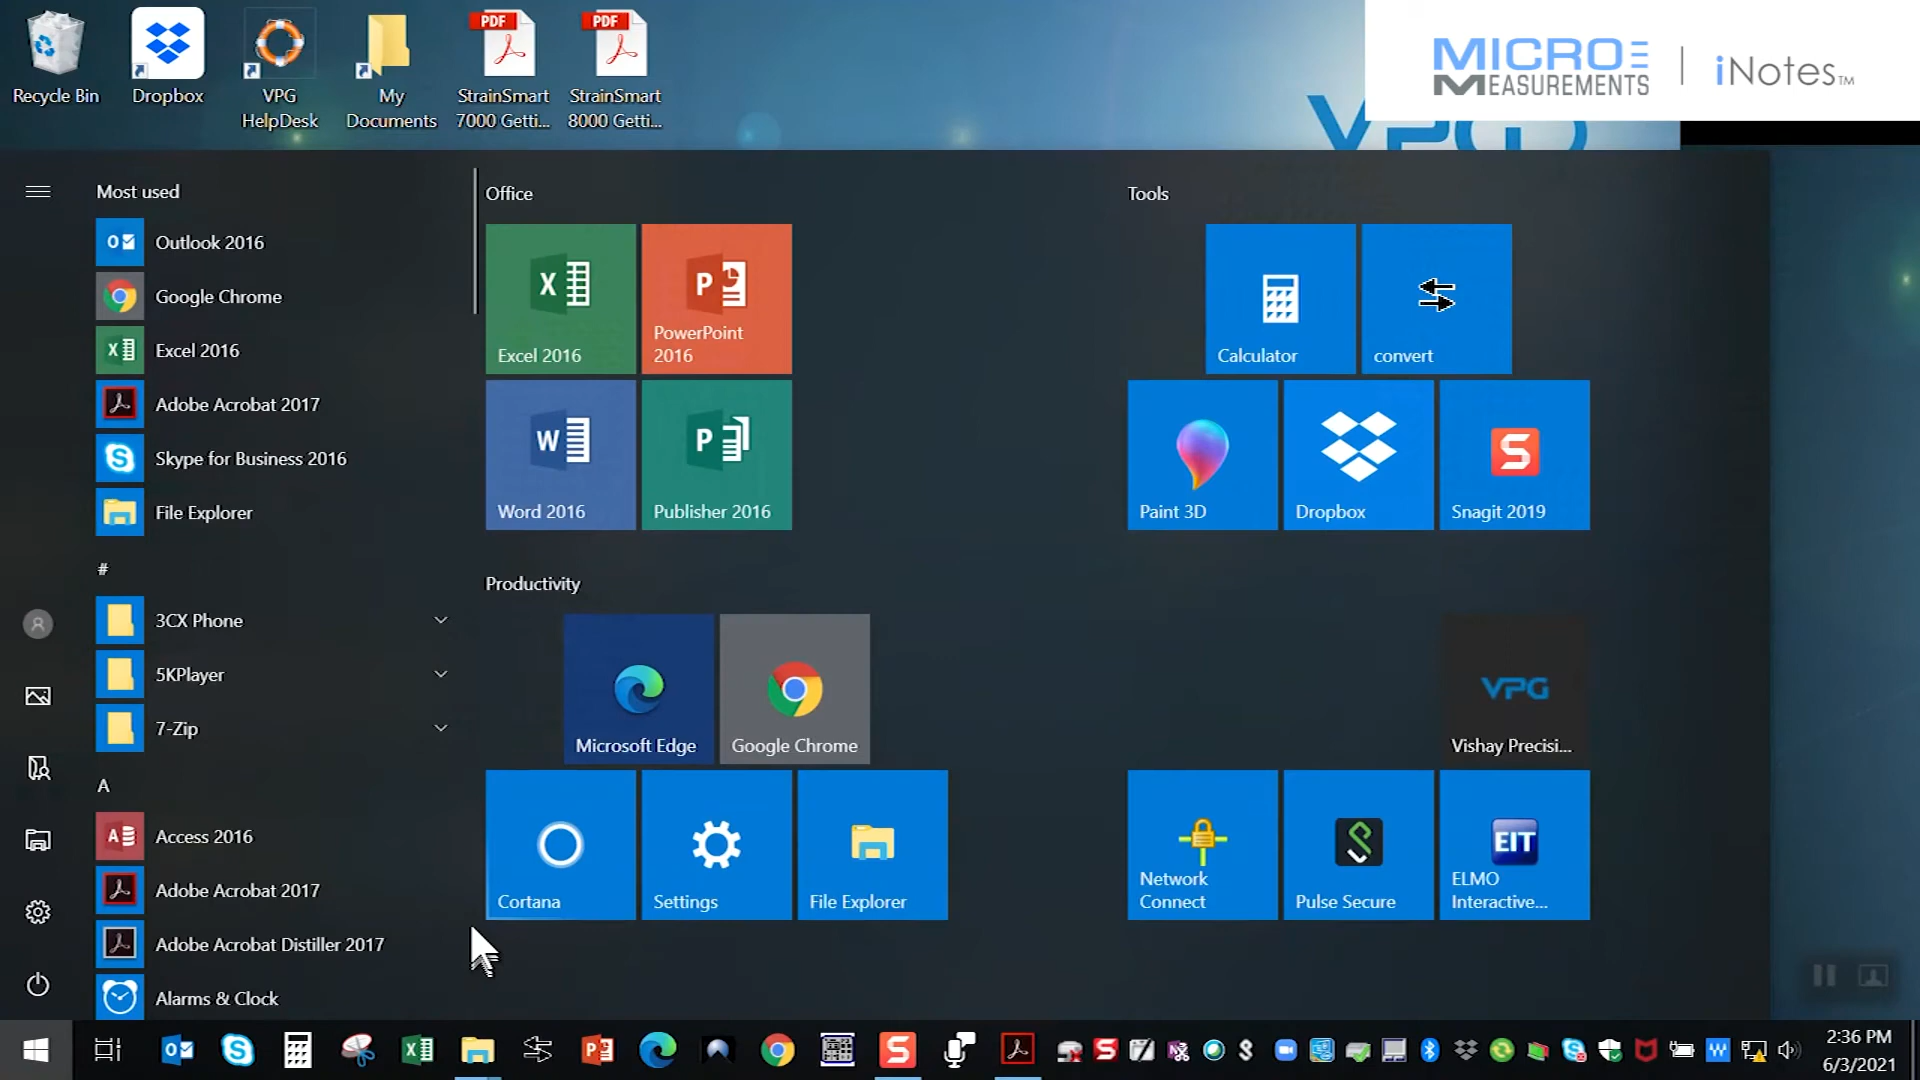 Recycle Bin
Dropbox
VPG
HelpDesk
My
Documents
StrainSmart
7000 Getti...
StrainSmart
8000 Getti...
MICRO
MEASUREMENTS
iNotes™
VPG
Most used
Outlook 2016
Google Chrome
Excel 2016
Adobe Acrobat 2017
Skype for Business 2016
File Explorer
#
3CX Phone
5KPlayer
7-Zip
A
Access 2016
Adobe Acrobat 2017
Adobe Acrobat Distiller 2017
Alarms & Clock
Office
Excel 2016
PowerPoint
2016
Word 2016
Publisher 2016
Productivity
Microsoft Edge
Google Chrome
Cortana
Settings
File Explorer
Tools
Calculator
convert
Paint 3D
Dropbox
Snagit 2019
VPG
Vishay Precisi...
Network
Connect
Pulse Secure
EIT
ELMO
Interactive...
2:36 PM
6/3/2021